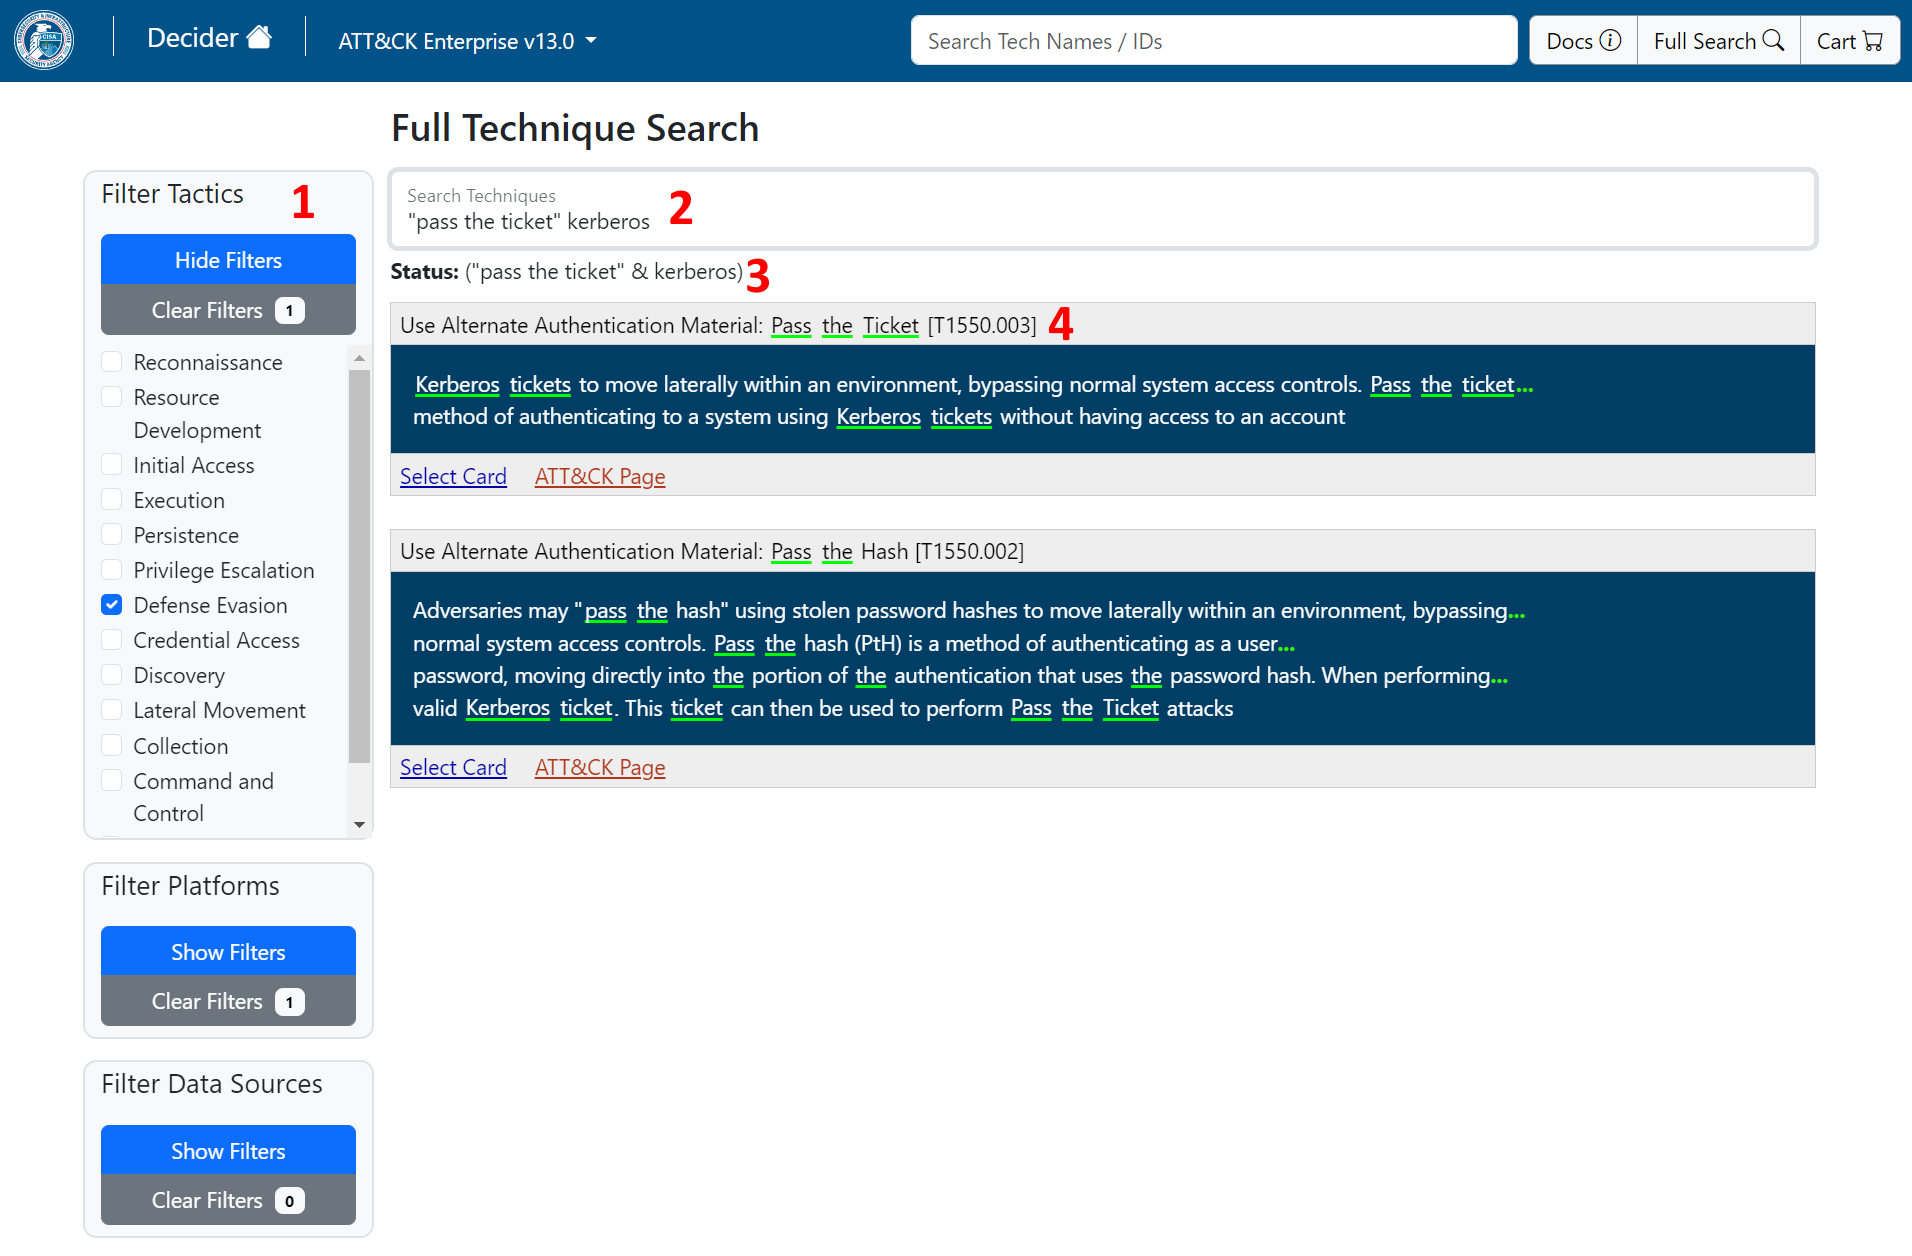 Decider
ATT&CK Enterprise v13.0
Search Tech Names / IDs
Docs
Full Search
Cart
Full Technique Search
Filter Tactics 1
Hide Filters
Clear Filters 1
Reconnaissance
Resource
Development
Initial Access
Execution
Persistence
Privilege Escalation
Defense Evasion
Credential Access
Discovery
Lateral Movement
Collection
Command and
Control
Filter Platforms
Show Filters
Clear Filters 1
Filter Data Sources
Show Filters
Clear Filters 0
Search Techniques
"pass the ticket" kerberos 2
Status: ("pass the ticket" & kerberos) 3
Use Alternate Authentication Material: Pass the Ticket [T1550.003] 4
Kerberos tickets to move laterally within an environment, bypassing normal system access controls. Pass the ticket...
method of authenticating to a system using Kerberos tickets without having access to an account
Select Card ATT&CK Page
Use Alternate Authentication Material: Pass the Hash [T1550.002]
Adversaries may "pass the hash" using stolen password hashes to move laterally within an environment, bypassing...
normal system access controls. Pass the hash (PtH) is a method of authenticating as a user...
password, moving directly into the portion of the authentication that uses the password hash. When performing...
valid Kerberos ticket. This ticket can then be used to perform Pass the Ticket attacks
Select Card ATT&CK Page